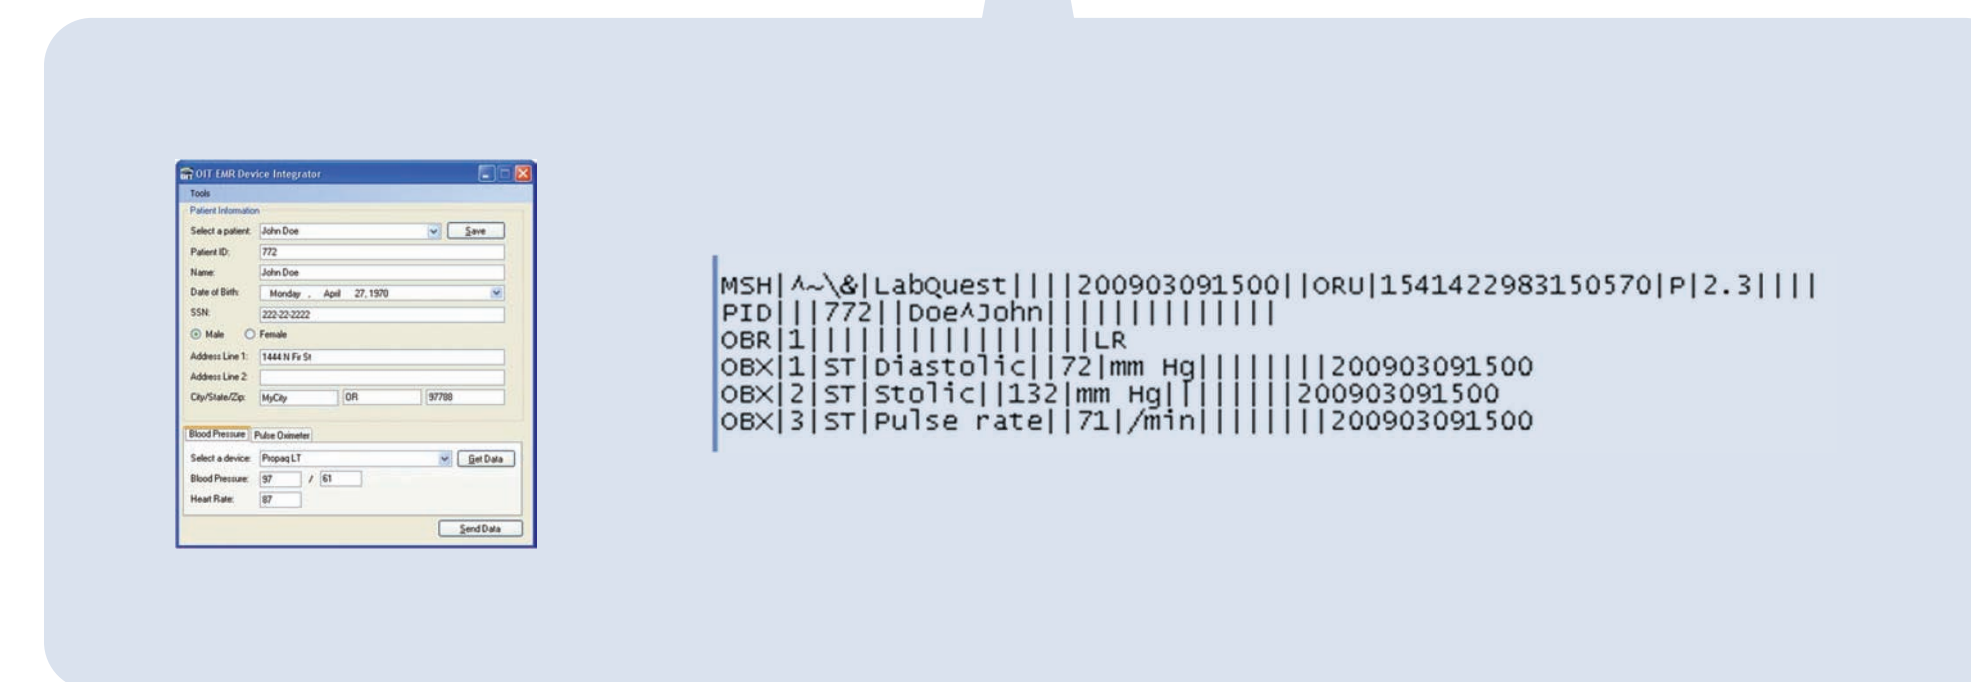 OIT EMR Device Integrator
Tools
Patient Information
Select a patient: John Doe Save
Patient ID: 772
Name: John Doe
Date of Birth: Monday , April 27, 1970
SSN: 222-22-2222
Male Female
Address Line 1: 1444 N Fir St
Address Line 2:
City/State/Zip: MyCity OR 97788
Blood Pressure Pulse Oximeter
Select a device: Propaq LT Get Data
Blood Pressure: 97 / 61
Heart Rate: 87
Send Data
MSH|^~\&|LabQuest||||200903091500||ORU|1541422983150570|P|2.3||||
PID|||772||Doe^John||||||||||||||
OBR|1||||||||||||||||||LR
OBX|1|ST|Diastolic||72|mm Hg||||||||200903091500
OBX|2|ST|Stolic||132|mm Hg||||||||200903091500
OBX|3|ST|Pulse rate||71|/min||||||||200903091500